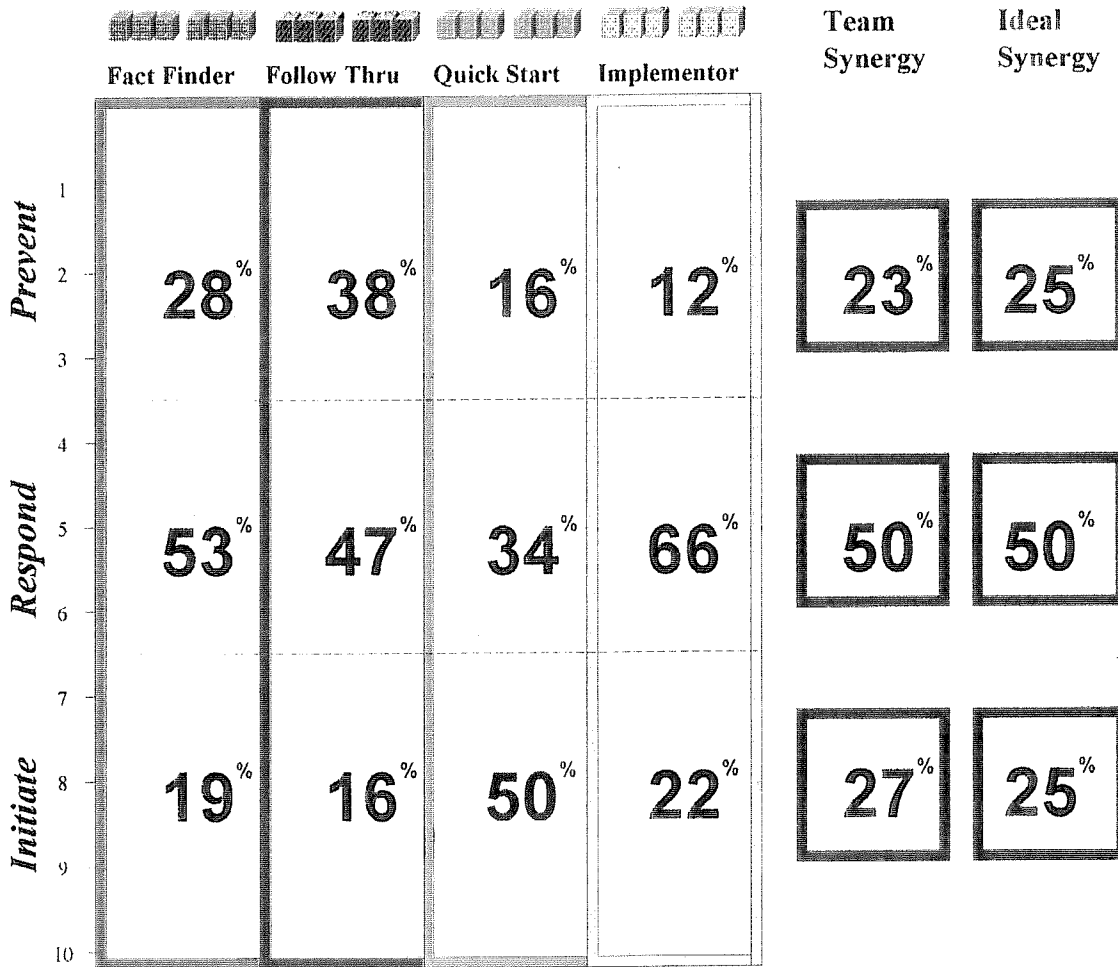 Team Synergy
Ideal Synergy
Fact Finder Follow Thru Quick Start Implementor
Prevent
1
2
3
28% 38% 16% 12% 23% 25%
Respond
4
5
6
53% 47% 34% 66% 50% 50%
Initiate
7
8
9
10
19% 16% 50% 22% 27% 25%